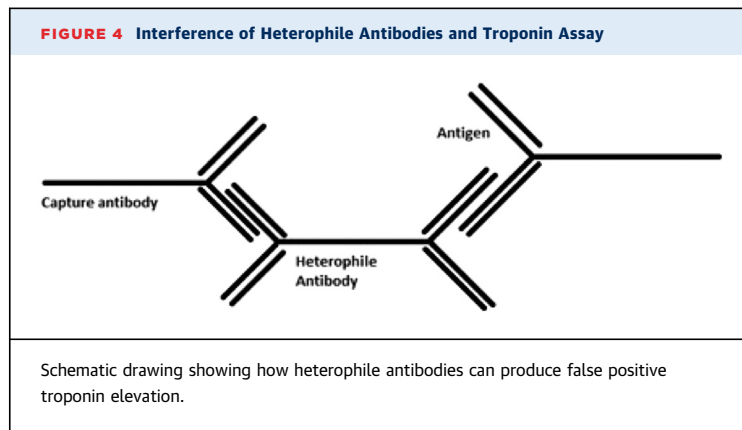 FIGURE 4 Interference of Heterophile Antibodies and Troponin Assay
Antigen
Capture antibody
Heterophile
Antibody
Schematic drawing showing how heterophile antibodies can produce false positive
troponin elevation.